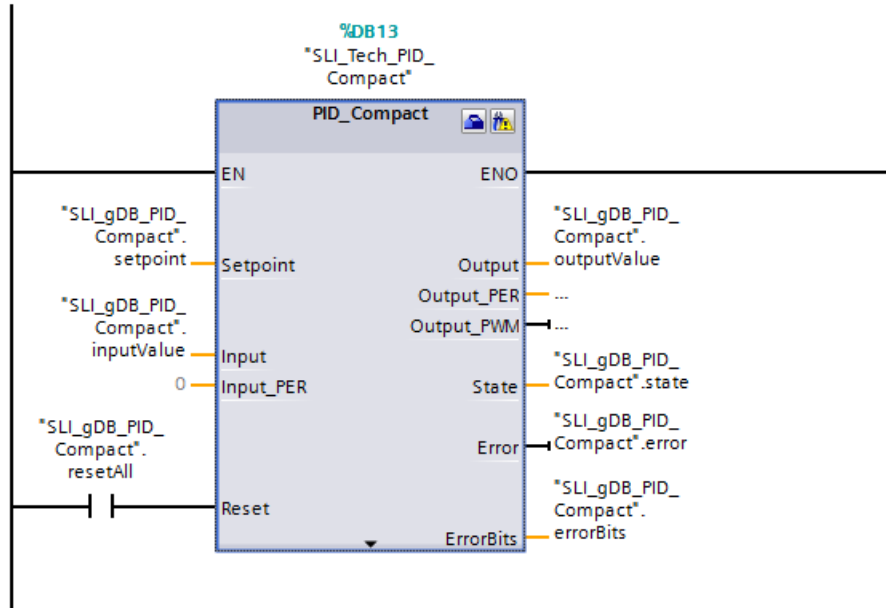 %DB13
"SLI_Tech_PID_
Compact"
PID_Compact
EN
ENO
"SLI_gDB_PID_
Compact".
setpoint
Setpoint
"SLI_gDB_PID_
Compact".
outputValue
Output
Output_PER
...
"SLI_gDB_PID_
Compact".
inputValue
Input
Output_PWM
...
0
Input_PER
State
"SLI_gDB_PID_
Compact".state
Error
"SLI_gDB_PID_
Compact".error
"SLI_gDB_PID_
Compact".
resetAll
Reset
ErrorBits
"SLI_gDB_PID_
Compact".
errorBits